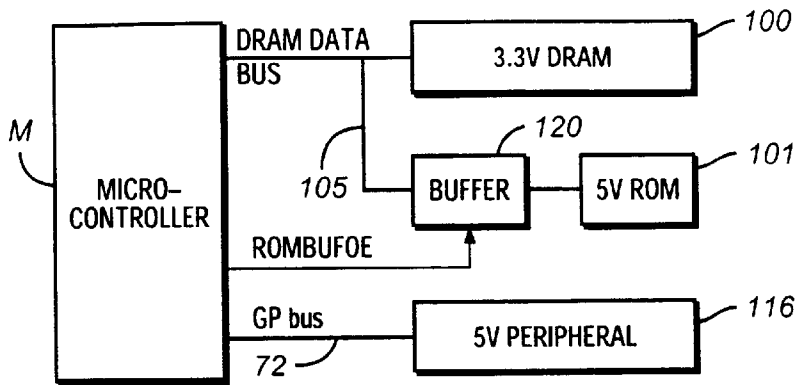 DRAM DATA
BUS
3.3V DRAM
100
M
120
105
BUFFER
5V ROM
101
MICRO–
CONTROLLER
ROMBUFOE
GP bus
72
5V PERIPHERAL
116